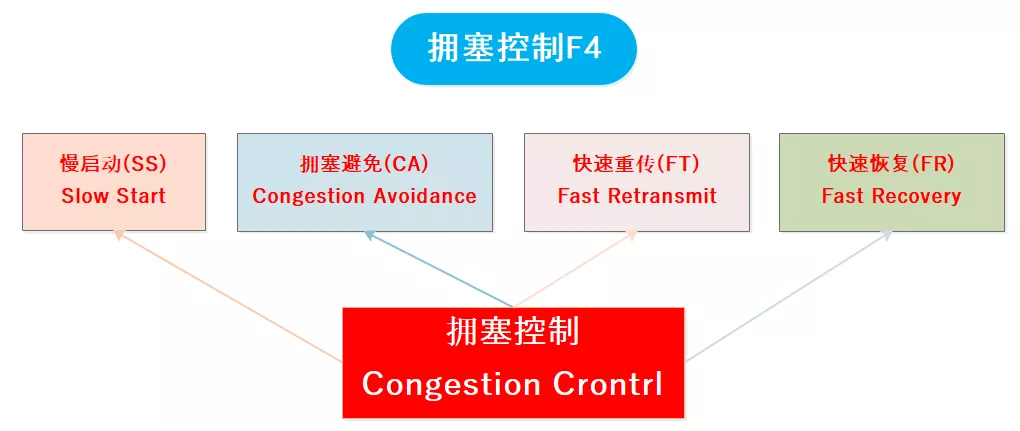 拥塞控制F4
慢启动(SS)
Slow Start
拥塞避免(CA)
Congestion Avoidance
快速重传(FT)
Fast Retransmit
快速恢复(FR)
Fast Recovery
拥塞控制
Congestion Crontrl